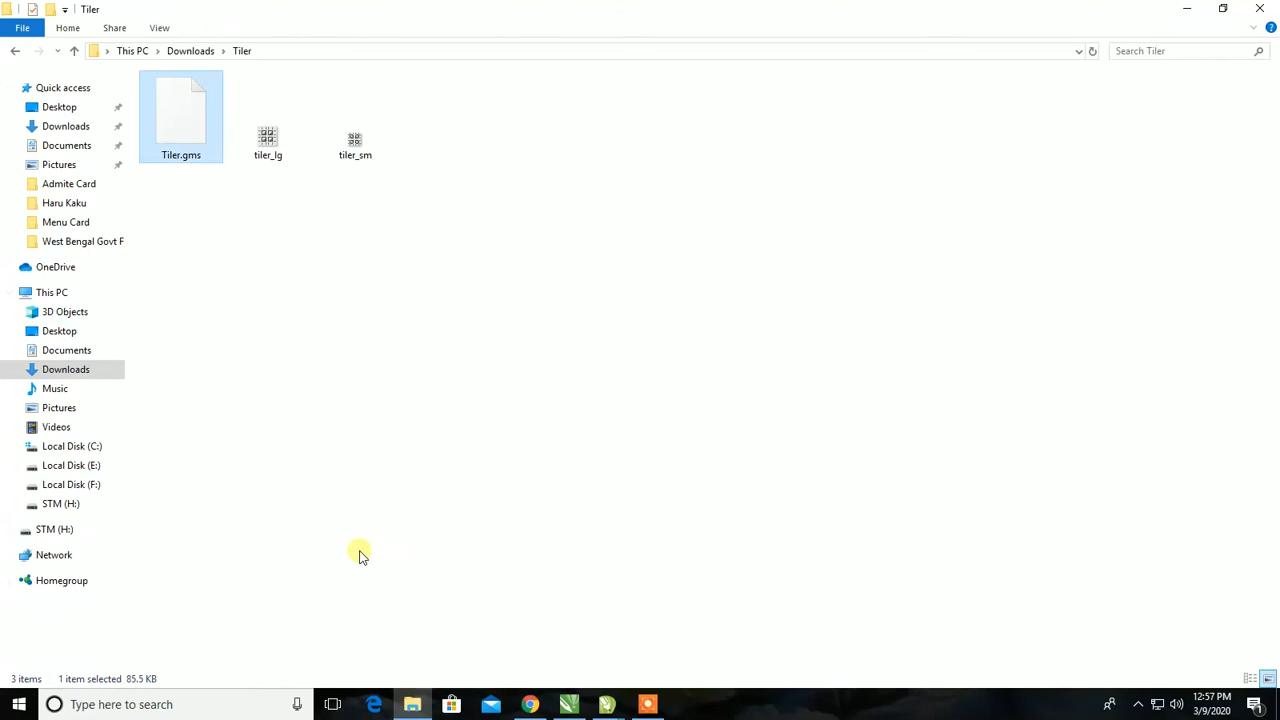 Tiler
File Home Share View
This PC Downloads Tiler
Search Tiler
Quick access
Desktop
Downloads
Documents
Pictures
Admite Card
Haru Kaku
Menu Card
West Bengal Govt F
OneDrive
This PC
3D Objects
Desktop
Documents
Downloads
Music
Pictures
Videos
Local Disk (C:)
Local Disk (E:)
Local Disk (F:)
STM (H:)
STM (H:)
Network
Homegroup
Tiler.gms tiler_lg tiler_sm
3 items 1 item selected 85.5 KB
Type here to search
12:57 PM
3/9/2020